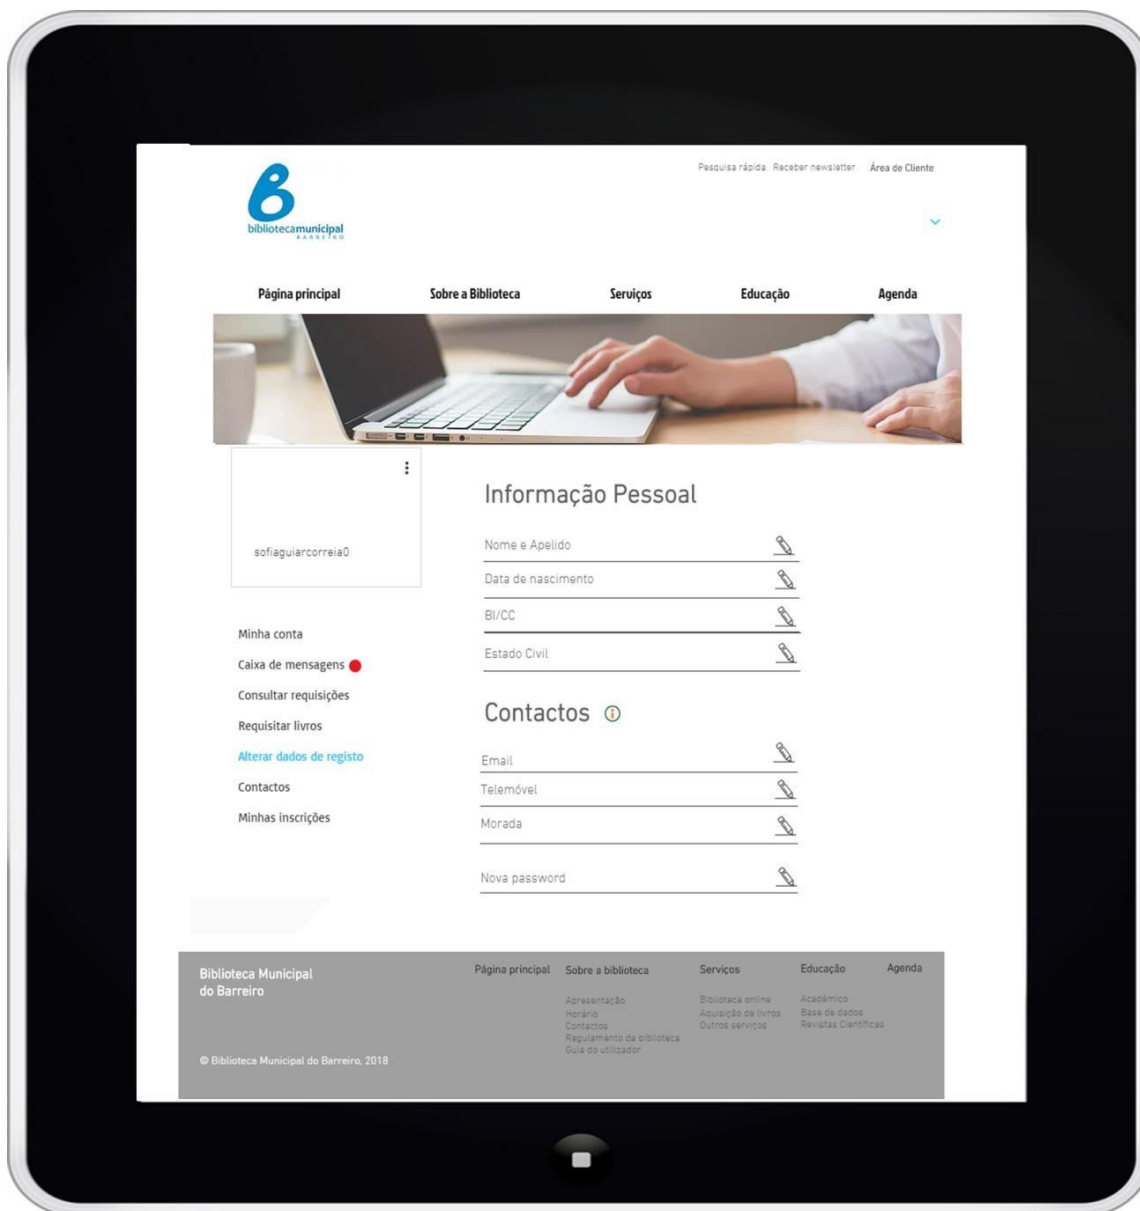 Pesquisa rápida Receber newsletter Área de Cliente
B
bibliotecamunicipal
BARREIRO
Página principal Sobre a Biblioteca Serviços Educação Agenda
sofiaguiarcorreia0
Minha conta
Caixa de mensagens
Consultar requisições
Requisitar livros
Alterar dados de registo
Contactos
Minhas inscrições
Informação Pessoal
Nome e Apelido
Data de nascimento
BI/CC
Estado Civil
Contactos
Email
Telemóvel
Morada
Nova password
Biblioteca Municipal
do Barreiro
© Biblioteca Municipal do Barreiro, 2018
Página principal
Sobre a biblioteca
Apresentação
Horário
Contactos
Regulamento da biblioteca
Guia do utilizador
Serviços
Biblioteca online
Aquisição de livros
Outros serviços
Educação
Académico
Base de dados
Revistas Científicas
Agenda